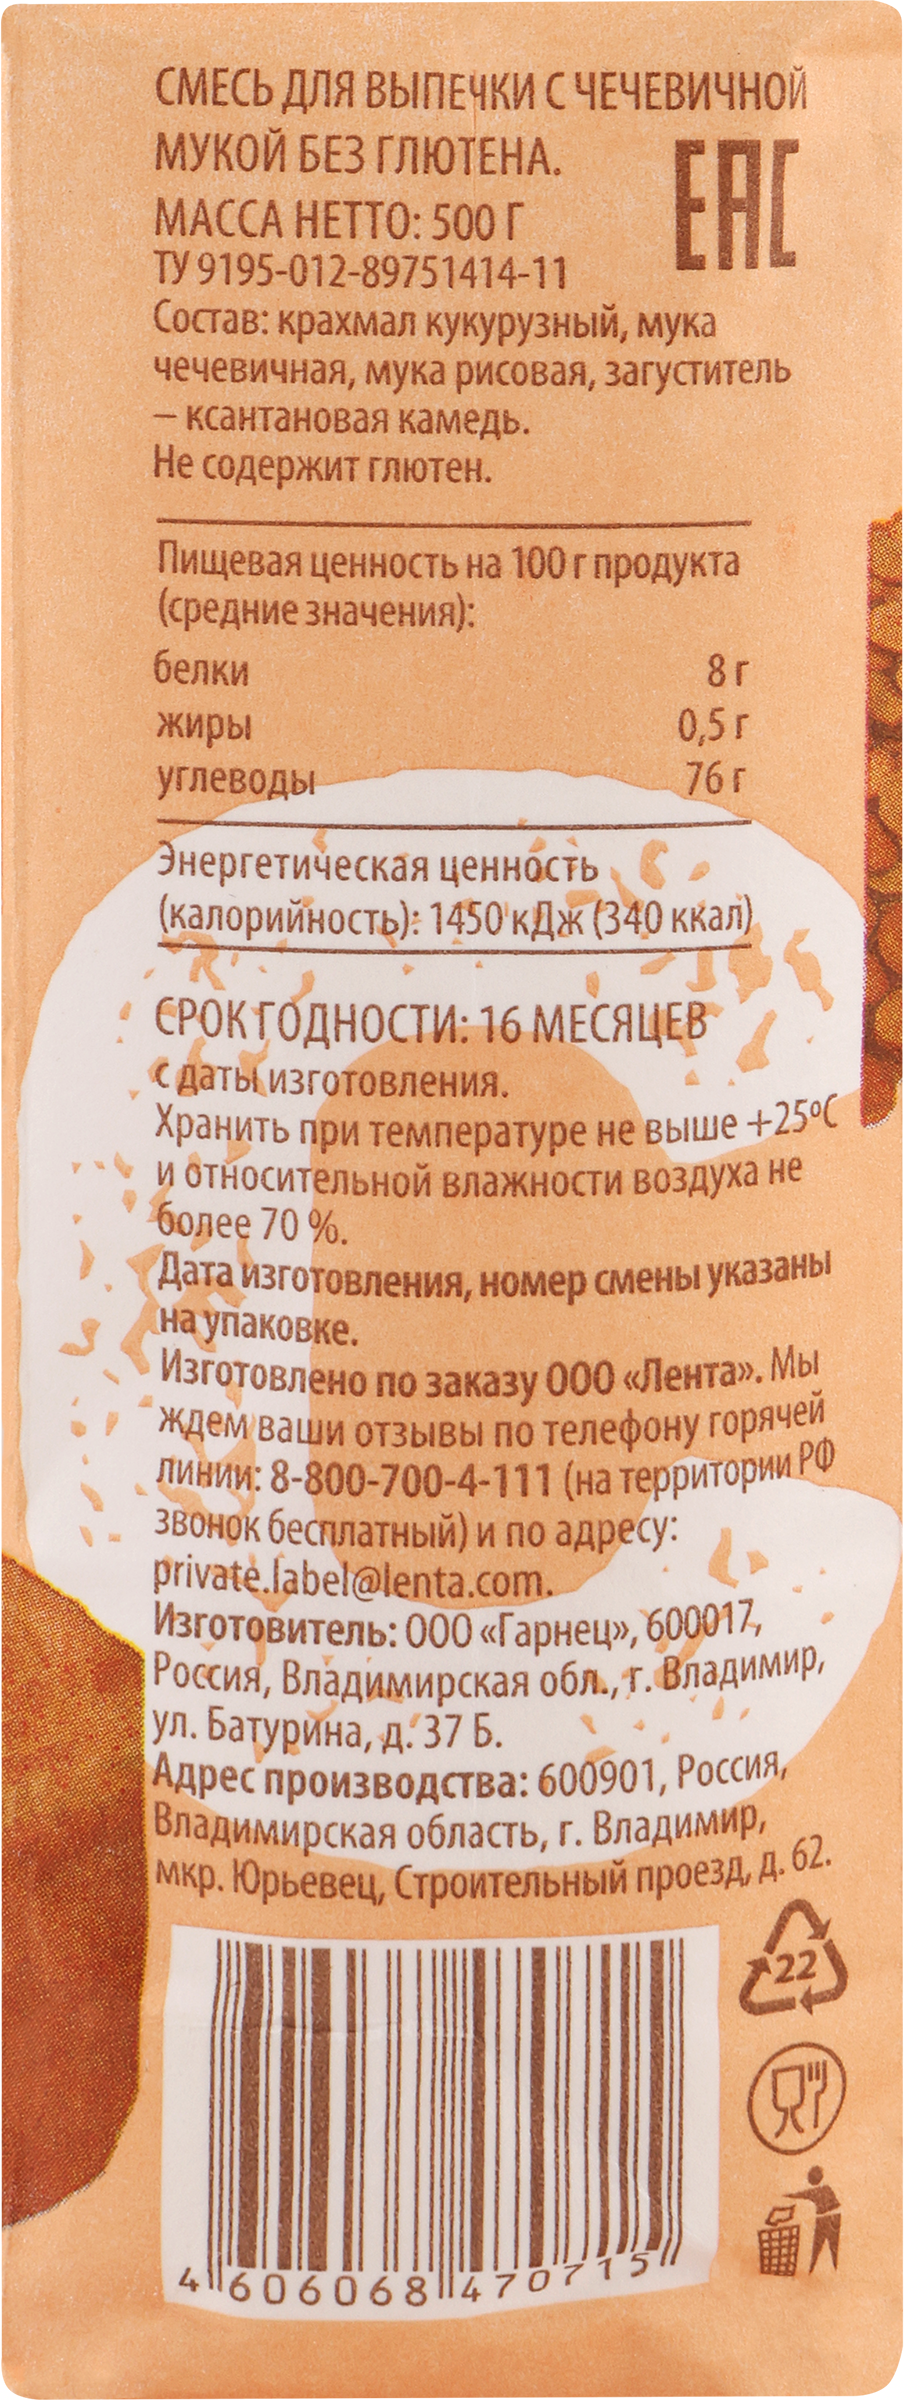 СМЕСЬ ДЛЯ ВЫПЕЧКИ С ЧЕЧЕВИЧНОЙ
МУКОЙ БЕЗ ГЛЮТЕНА.
EAC
МАССА НЕТТО: 500 Г
ТУ 9195-012-89751414-11
Состав: крахмал кукурузный, мука
чечевичная, мука рисовая, загуститель
– ксантановая камедь.
Не содержит глютен.
Пищевая ценность на 100 г продукта
(средние значения):
белки 8 г
жиры 0,5 г
углеводы 76 г
Энергетическая ценность
(калорийность): 1450 кДж (340 ккал)
СРОК ГОДНОСТИ: 16 МЕСЯЦЕВ
с даты изготовления.
Хранить при температуре не выше +25°С
и относительной влажности воздуха не
более 70 %.
Дата изготовления, номер смены указаны
на упаковке.
Изготовлено по заказу ООО «Лента». Мы
ждем ваши отзывы по телефону горячей
линии: 8-800-700-4-111 (на территории РФ
звонок бесплатный) и по адресу:
private.label@lenta.com.
Изготовитель: ООО «Гарнец», 600017,
Россия, Владимирская обл., г. Владимир,
ул. Батурина, д. 37 Б.
Адрес производства: 600901, Россия,
Владимирская область, г. Владимир,
мкр. Юрьевец, Строительный проезд, д. 62.
22
4 606068 470715